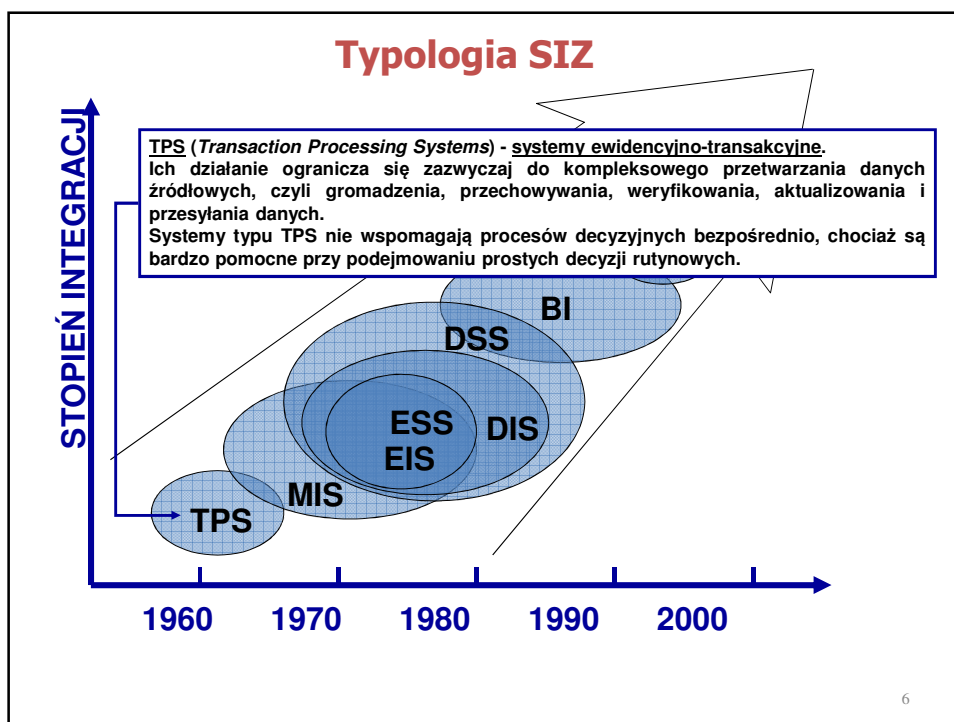 Typologia SIZ
STOPIEŃ INTEGRACJI
TPS (Transaction Processing Systems) - systemy ewidencyjno-transakcyjne.
Ich działanie ogranicza się zazwyczaj do kompleksowego przetwarzania danych
źródłowych, czyli gromadzenia, przechowywania, weryfikowania, aktualizowania i
przesyłania danych.
Systemy typu TPS nie wspomagają procesów decyzyjnych bezpośrednio, chociaż są
bardzo pomocne przy podejmowaniu prostych decyzji rutynowych.
BI
DSS
ESS
DIS
EIS
MIS
TPS
1960 1970 1980 1990 2000
6